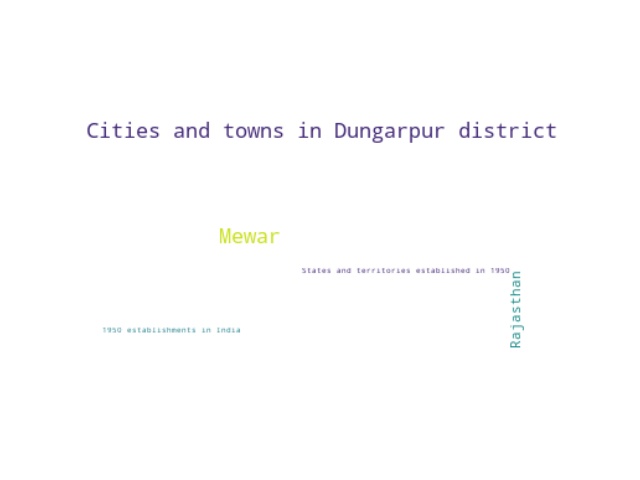 Cities and towns in Dungarpur district
Mewar
States and territories established in 1950
Rajasthan
1950 establishments in India